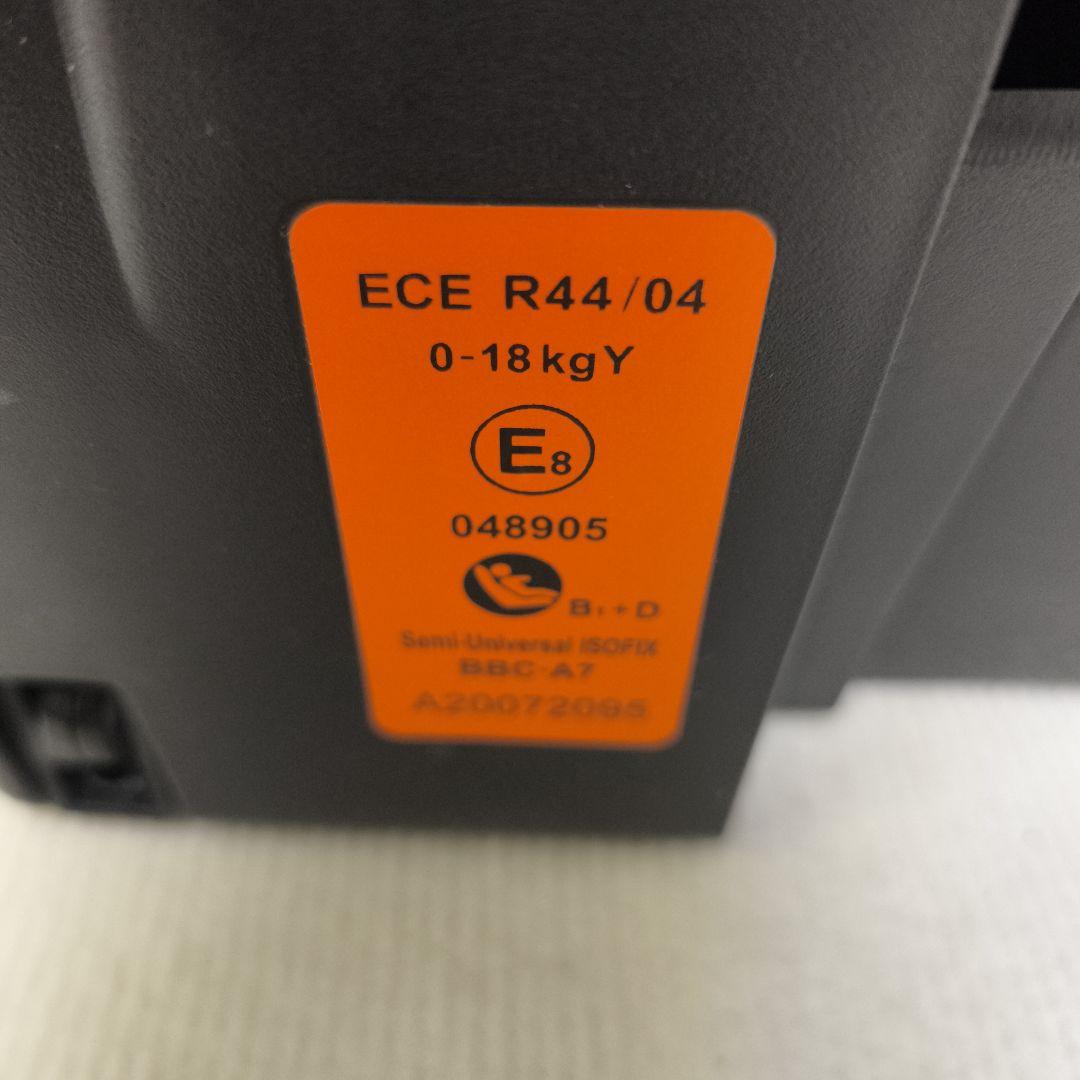 ECE R44/04
0-18kgY
E8
048905
B1+D
Semi-Universal ISOFIX
BBC-A7
A20072095